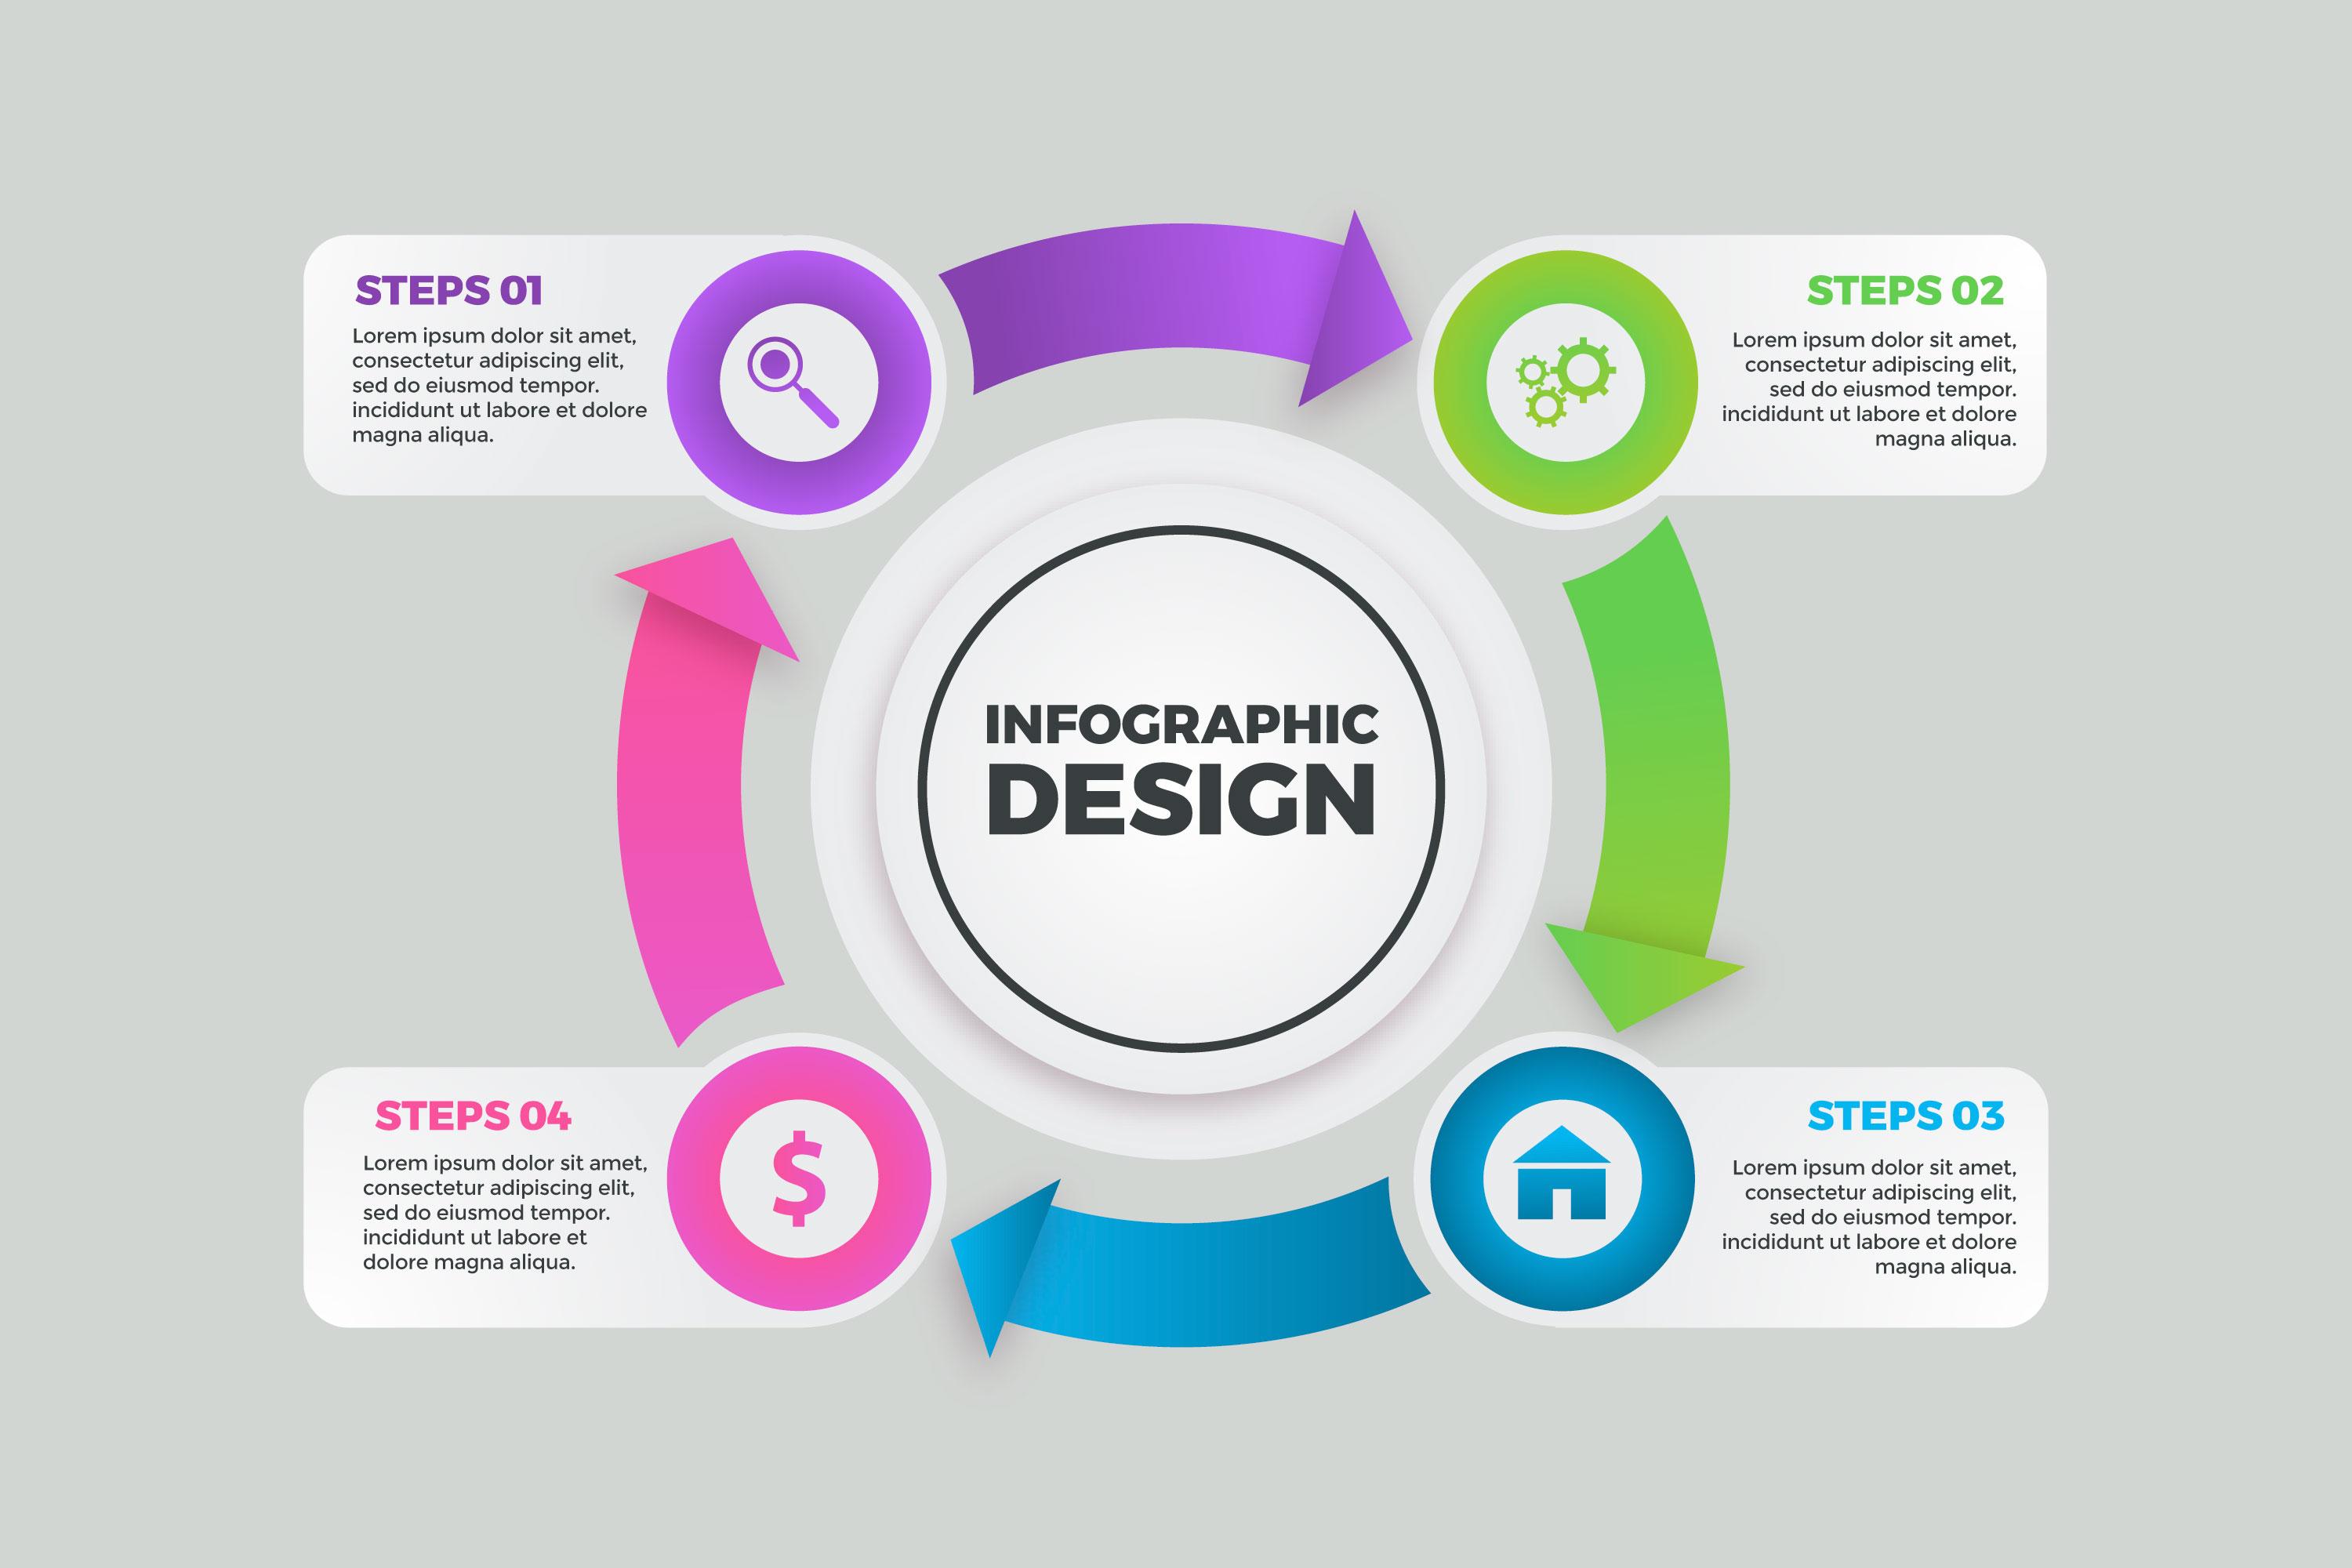 STEPS 01
Lorem ipsum dolor sit amet,
consectetur adipiscing elit,
sed do eiusmod tempor.
incididunt ut labore et dolore
magna aliqua.
STEPS 02
Lorem ipsum dolor sit amet,
consectetur adipiscing elit,
sed do eiusmod tempor.
incididunt ut labore et dolore
magna aliqua.
INFOGRAPHIC
DESIGN
STEPS 04
Lorem ipsum dolor sit amet,
consectetur adipiscing elit,
sed do eiusmod tempor.
incididunt ut labore et
dolore magna aliqua.
$
STEPS 03
Lorem ipsum dolor sit amet,
consectetur adipiscing elit,
sed do eiusmod tempor.
incididunt ut labore et dolore
magna aliqua.